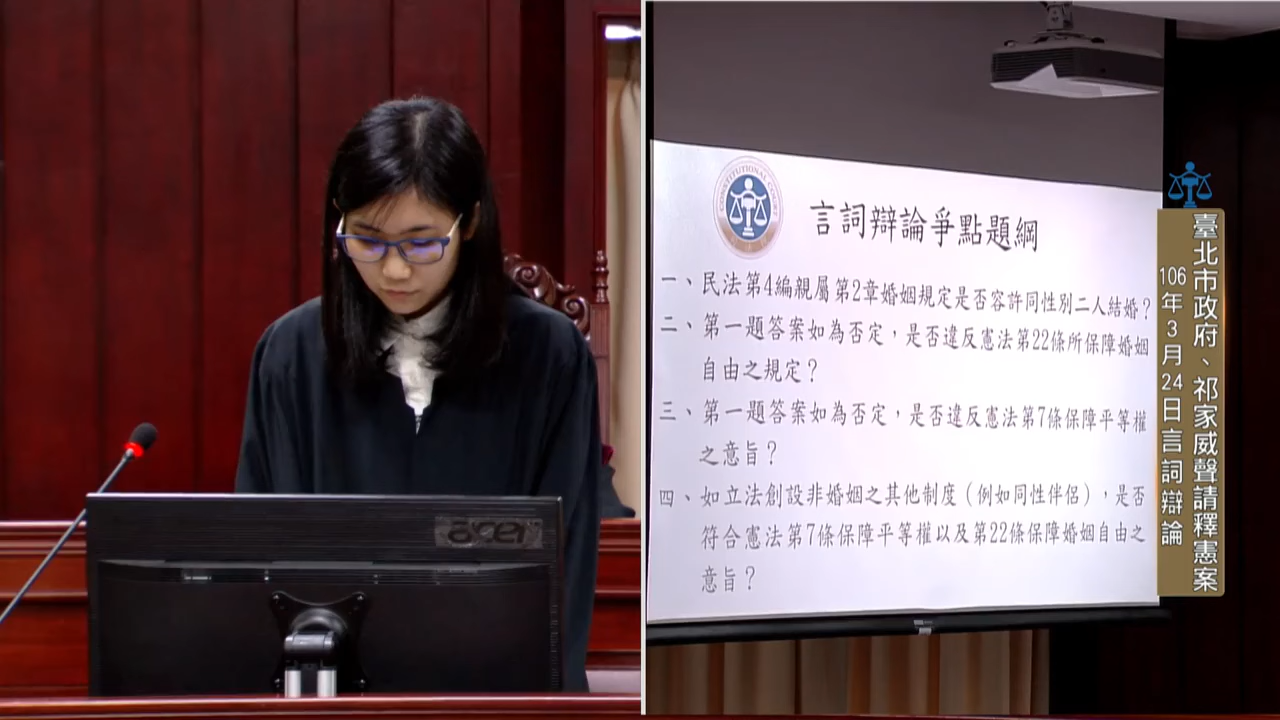 acer
CONSTITUTIONAL COURT
言詞辯論爭點題綱
一、民法第4編親屬第2章婚姻規定是否容許同性別二人結婚？
二、第一題答案如為否定，是否違反憲法第22條所保障婚姻
自由之規定？
三、第一題答案如為否定，是否違反憲法第7條保障平等權
之意旨？
四、如立法創設非婚姻之其他制度（例如同性伴侶），是否
符合憲法第7條保障平等權以及第22條保障婚姻自由之
意旨？
臺北市政府、祁家威聲請釋憲案
106年3月24日言詞辯論